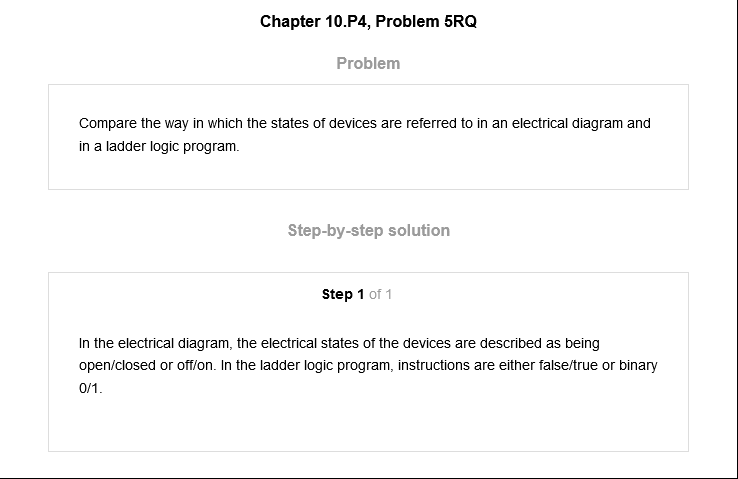 Chapter 10.P4, Problem 5RQ
Problem
Compare the way in which the states of devices are referred to in an electrical diagram and
in a ladder logic program.
Step-by-step solution
Step 1 of 1
In the electrical diagram, the electrical states of the devices are described as being
open/closed or off/on. In the ladder logic program, instructions are either false/true or binary
0/1.